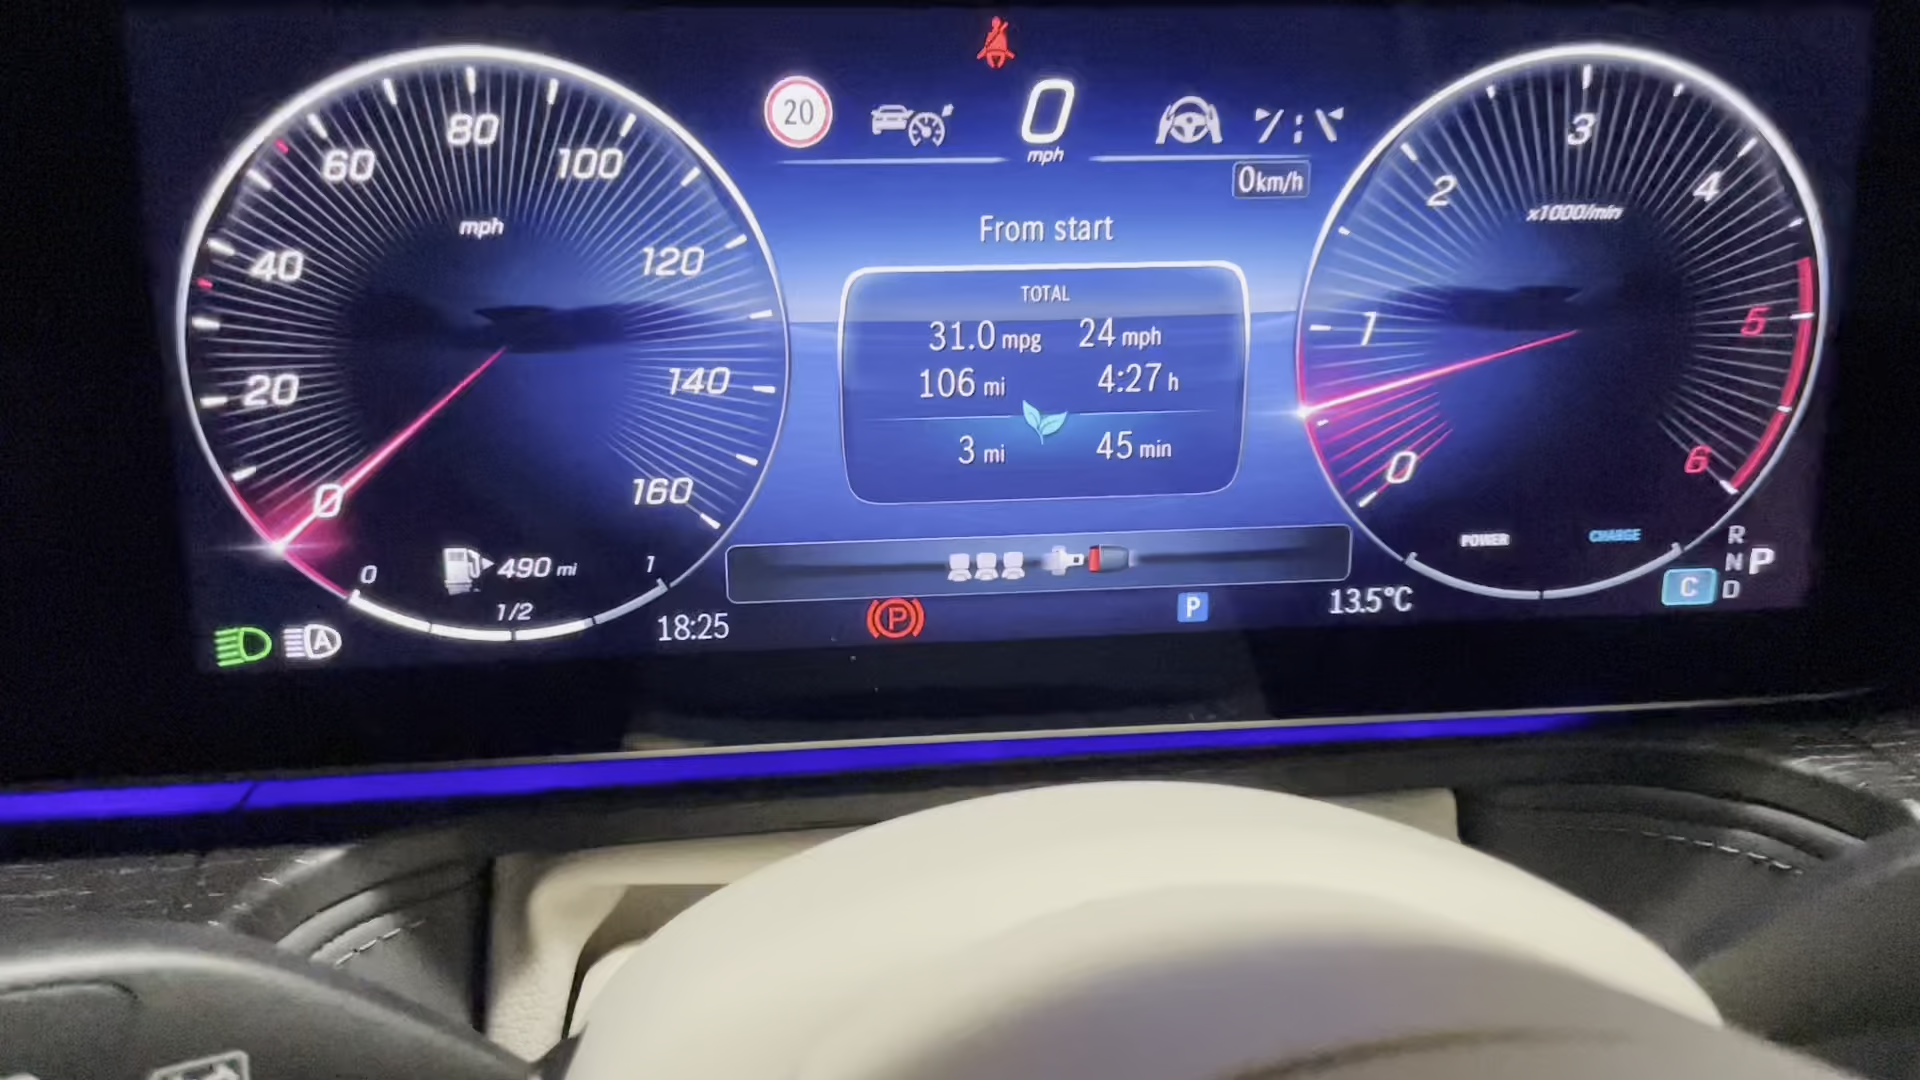 20
0
mph
0 km/h
From start
TOTAL
31.0 mpg 24 mph
106 mi 4:27 h
3 mi 45 min
0
20
40
60
80
100
120
140
160
mph
0
1/2
1
490 mi
0
1
2
3
4
5
6
x1000/min
POWER
CHARGE
R
N P
C D
A
18:25
P
P
13.5°C